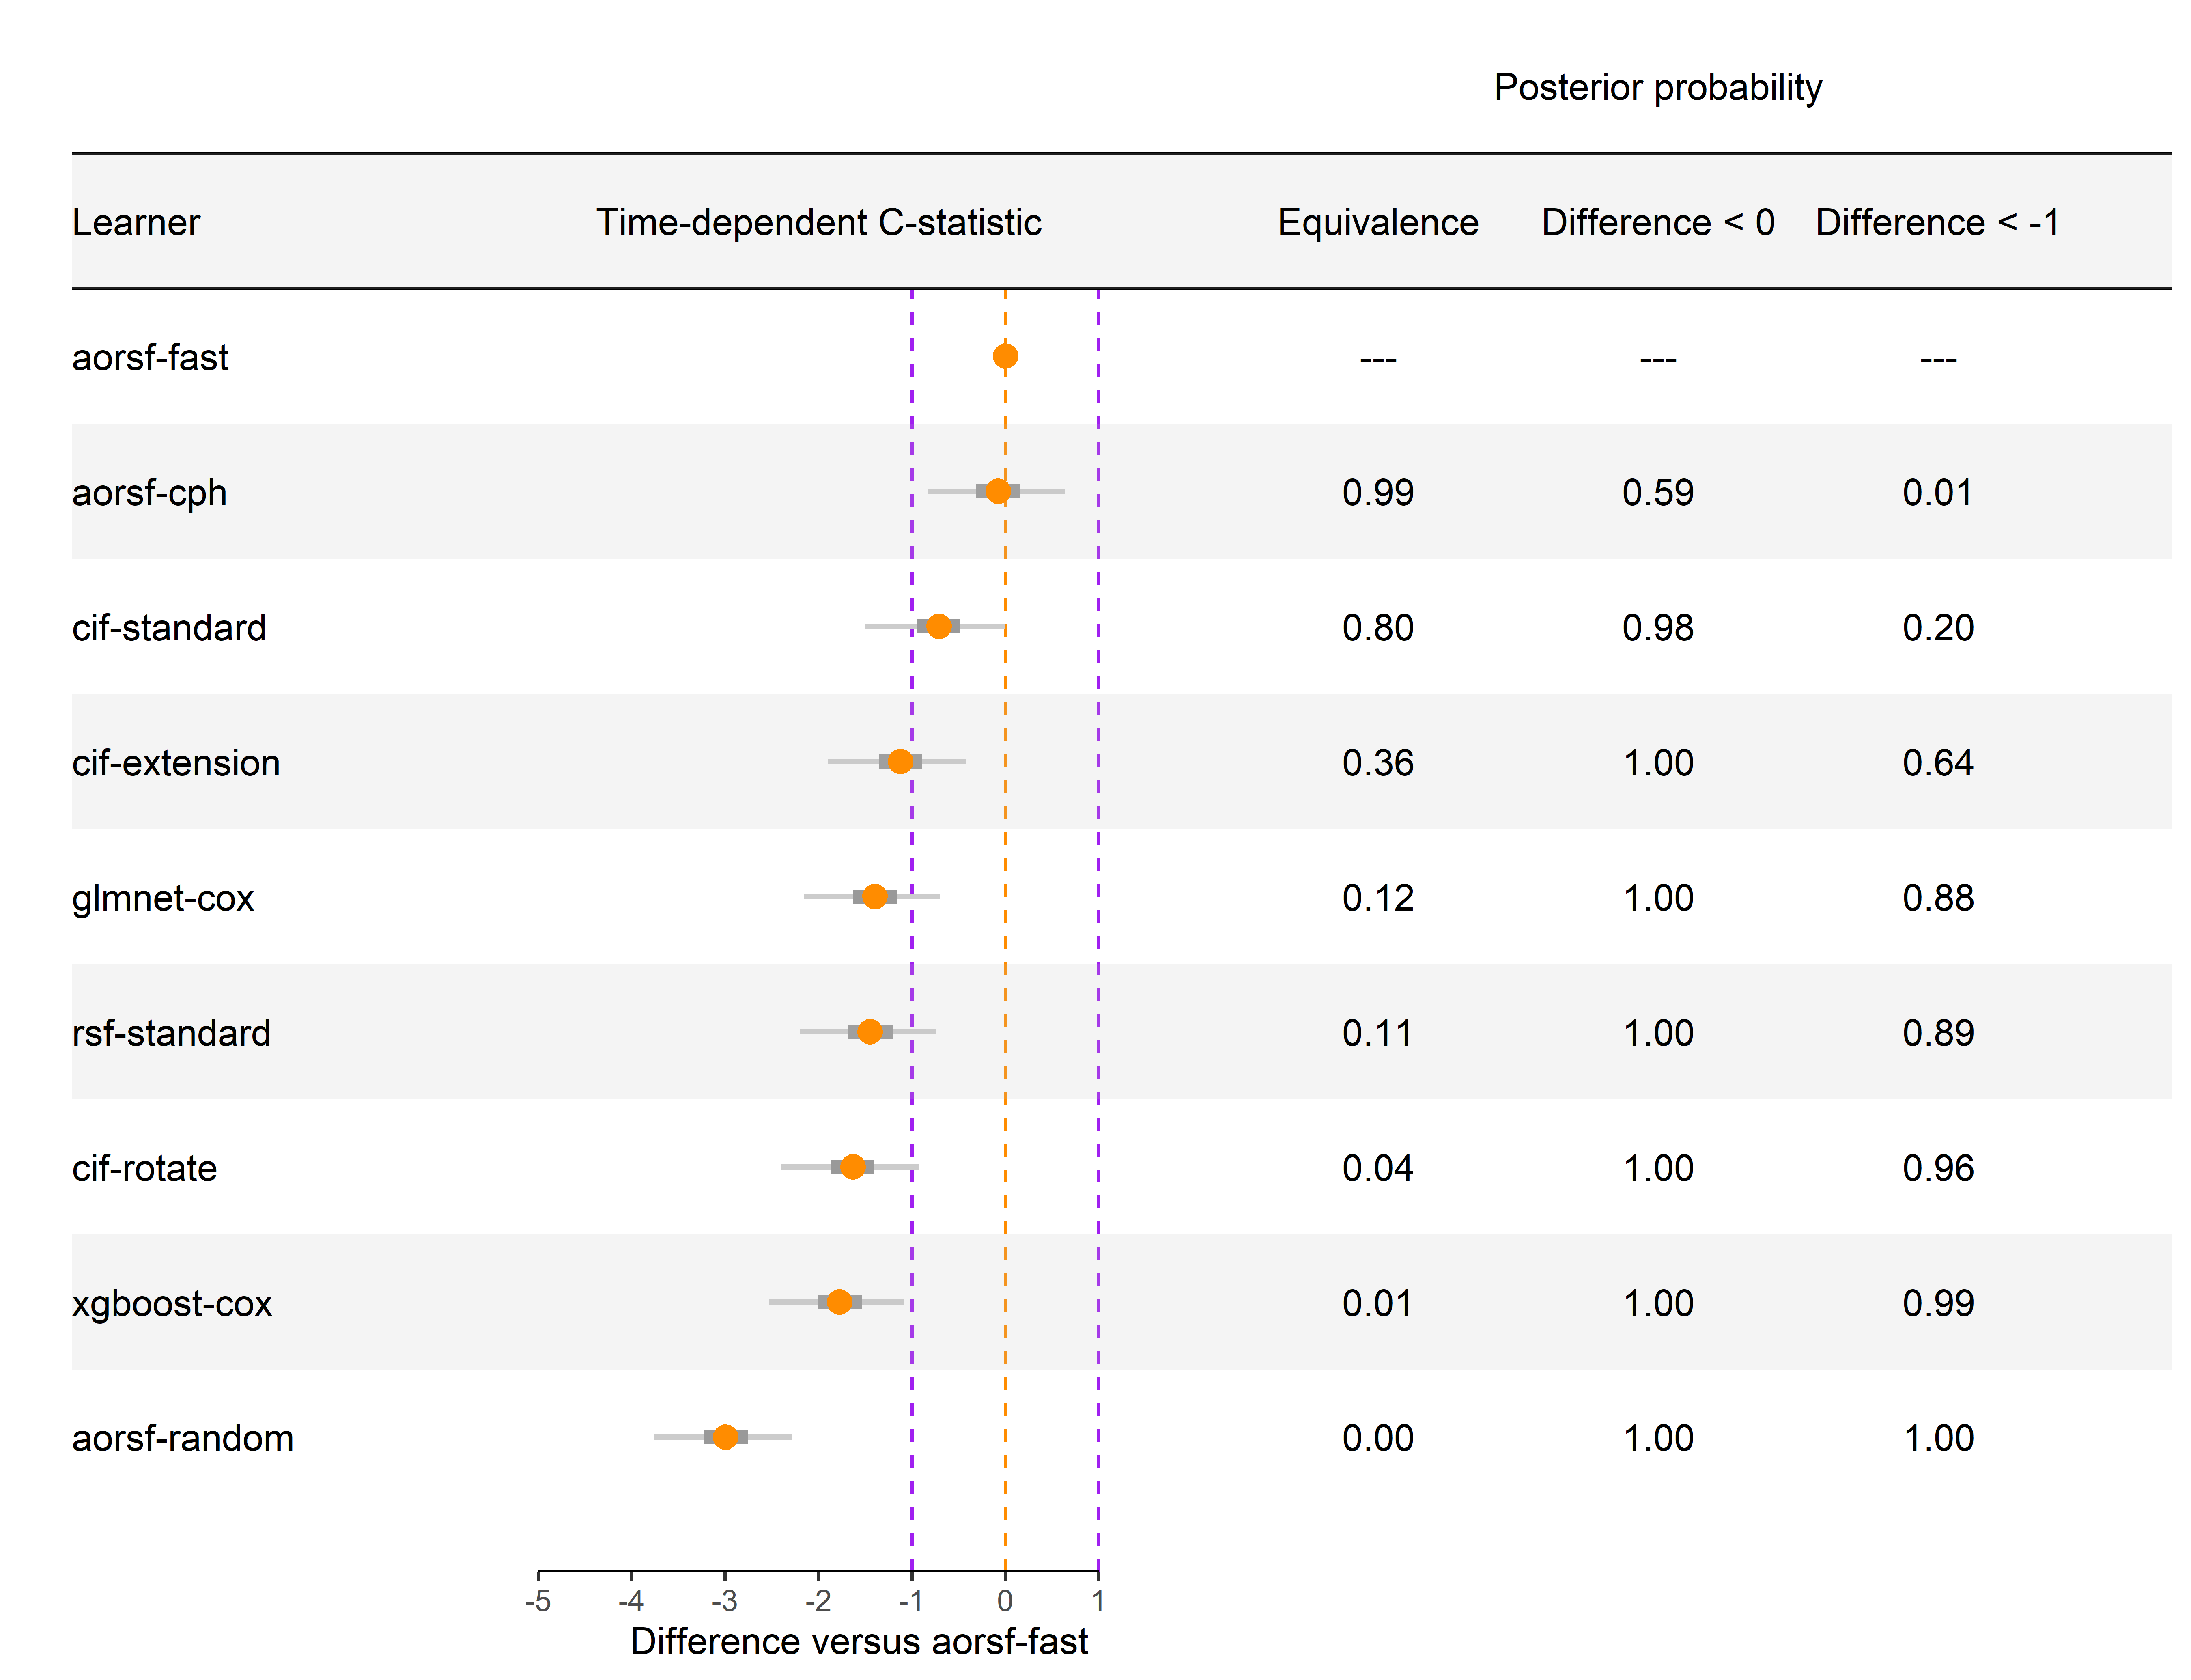 Posterior probability
Learner Time-dependent C-statistic Equivalence Difference < 0 Difference < -1
aorsf-fast --- --- ---
aorsf-cph 0.99 0.59 0.01
cif-standard 0.80 0.98 0.20
cif-extension 0.36 1.00 0.64
glmnet-cox 0.12 1.00 0.88
rsf-standard 0.11 1.00 0.89
cif-rotate 0.04 1.00 0.96
xgboost-cox 0.01 1.00 0.99
aorsf-random 0.00 1.00 1.00
-5 -4 -3 -2 -1 0 1
Difference versus aorsf-fast